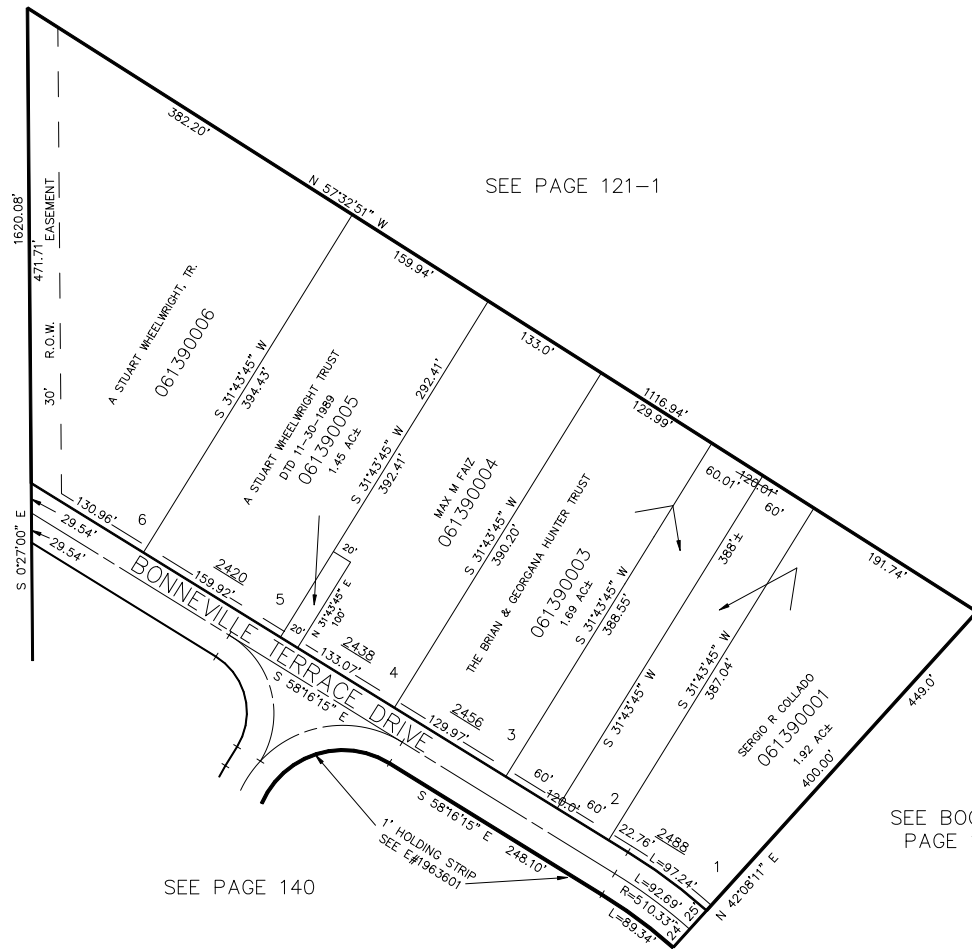 382.20'
N 57°32'51" W
SEE PAGE 121-1
1620.08'
471.71'
30' R.O.W. EASEMENT
159.94'
A STUART WHEELWRIGHT, TR.
061390006
S 31°43'45" W
394.43'
133.0'
A STUART WHEELWRIGHT TRUST
DTD 11-30-1989
061390005
1.45 AC±
292.41'
S 31°43'45" W
392.41'
1116.94'
129.99'
MAX M FAIZ
061390004
S 31°43'45" W
390.20'
60.01'
120.01'
60'
THE BRIAN & GEORGANA HUNTER TRUST
061390003
1.69 AC±
S 31°43'45" W
388.55'
388'±
S 31°43'45" W
191.74'
S 31°43'45" W
387.04'
SERGIO R COLLADO
061390001
1.92 AC±
449.0'
400.00'
S 0°27'00" E
130.96'
6
29.54'
29.54'
2420
159.92'
5
20'
20'
N 31°43'45" E
100'
BONNEVILLE TERRACE DRIVE
S 58°16'15" E
2438
133.07'
4
2456
129.97'
3
60'
120.0'
60'
2
22.76'
2488
1
L=97.24'
L=92.69'
R=510.33'
L=89.34'
24
25'
N 42°08'11" E
S 58°16'15" E
248.10'
1' HOLDING STRIP
SEE E#1963601
SEE PAGE 140
SEE BOO
PAGE